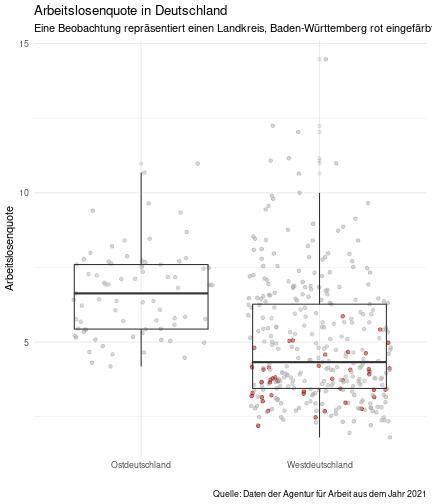 Arbeitslosenquote in Deutschland
Eine Beobachtung repräsentiert einen Landkreis, Baden-Württemberg rot eingefärbt
15
10
5
Arbeitslosenquote
Ostdeutschland
Westdeutschland
Quelle: Daten der Agentur für Arbeit aus dem Jahr 2021